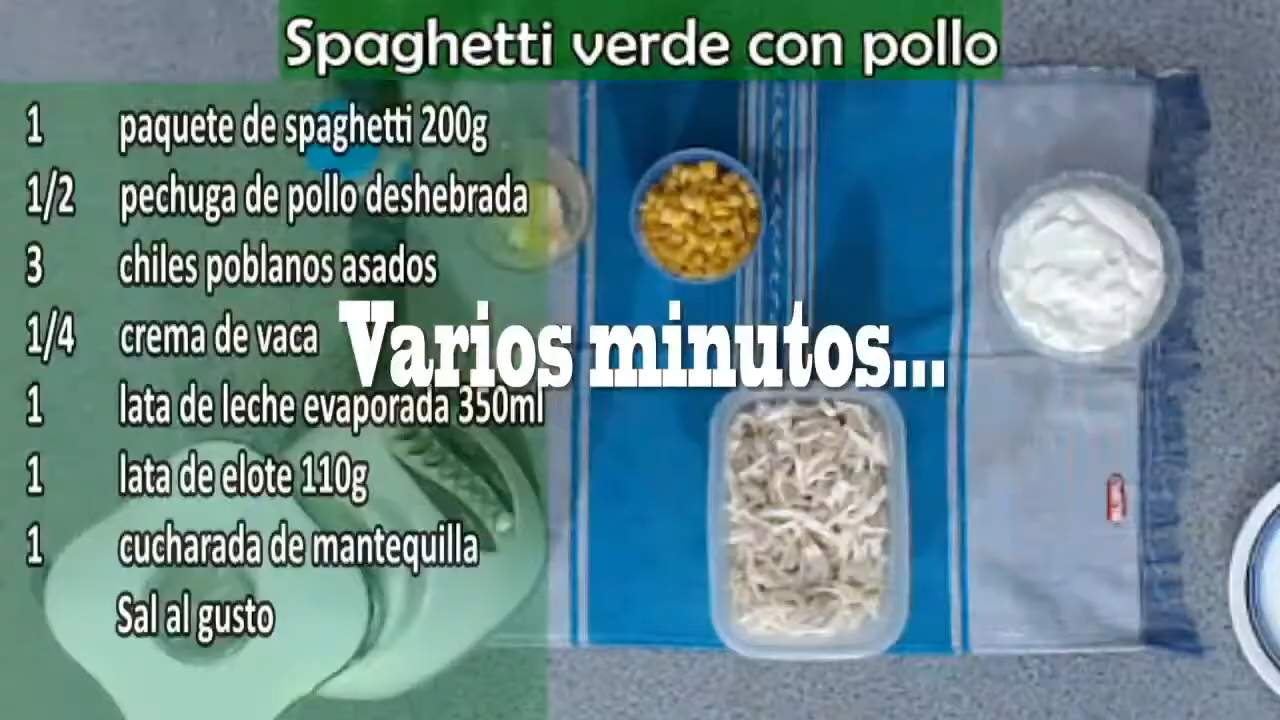 Spaghetti verde con pollo
1 paquete de spaghetti 200g
1/2 pechuga de pollo deshebrada
3 chiles poblanos asados
1/4 crema de vaca
Varios minutos...
1 lata de leche evaporada 350ml
1 lata de elote 110g
1 cucharada de mantequilla
Sal al gusto